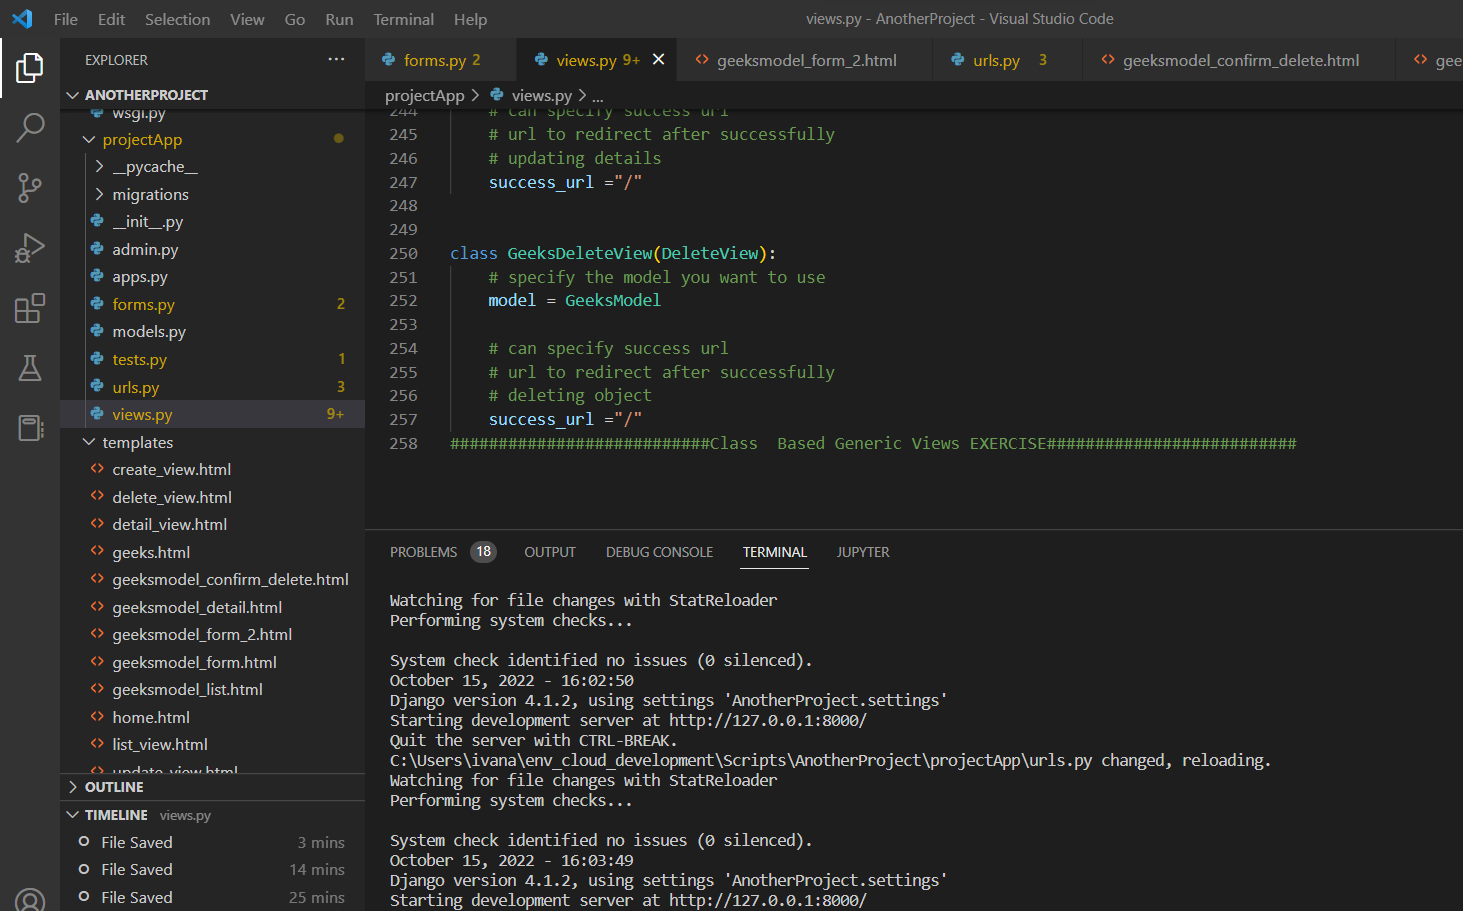 File Edit Selection View Go Run Terminal Help views.py - AnotherProject - Visual Studio Code
EXPLORER ...
ANOTHERPROJECT
wsgi.py
projectApp
__pycache__
migrations
__init__.py
admin.py
apps.py
forms.py 2
models.py
tests.py 1
urls.py 3
views.py 9+
templates
create_view.html
delete_view.html
detail_view.html
geeks.html
geeksmodel_confirm_delete.html
geeksmodel_detail.html
geeksmodel_form_2.html
geeksmodel_form.html
geeksmodel_list.html
home.html
list_view.html
update_view.html
OUTLINE
TIMELINE views.py
File Saved 3 mins
File Saved 14 mins
File Saved 25 mins
forms.py 2 views.py 9+ geeksmodel_form_2.html urls.py 3 geeksmodel_confirm_delete.html gee
projectApp > views.py > ...
244 # can specify success url
245 # url to redirect after successfully
246 # updating details
247 success_url ="/"
248
249
250 class GeeksDeleteView(DeleteView):
251 # specify the model you want to use
252 model = GeeksModel
253
254 # can specify success url
255 # url to redirect after successfully
256 # deleting object
257 success_url ="/"
258 ###########################Class  Based Generic Views EXERCISE##########################
PROBLEMS 18 OUTPUT DEBUG CONSOLE TERMINAL JUPYTER
Watching for file changes with StatReloader
Performing system checks...
System check identified no issues (0 silenced).
October 15, 2022 - 16:02:50
Django version 4.1.2, using settings 'AnotherProject.settings'
Starting development server at http://127.0.0.1:8000/
Quit the server with CTRL-BREAK.
C:\Users\ivana\env_cloud_development\Scripts\AnotherProject\projectApp\urls.py changed, reloading.
Watching for file changes with StatReloader
Performing system checks...
System check identified no issues (0 silenced).
October 15, 2022 - 16:03:49
Django version 4.1.2, using settings 'AnotherProject.settings'
Starting development server at http://127.0.0.1:8000/